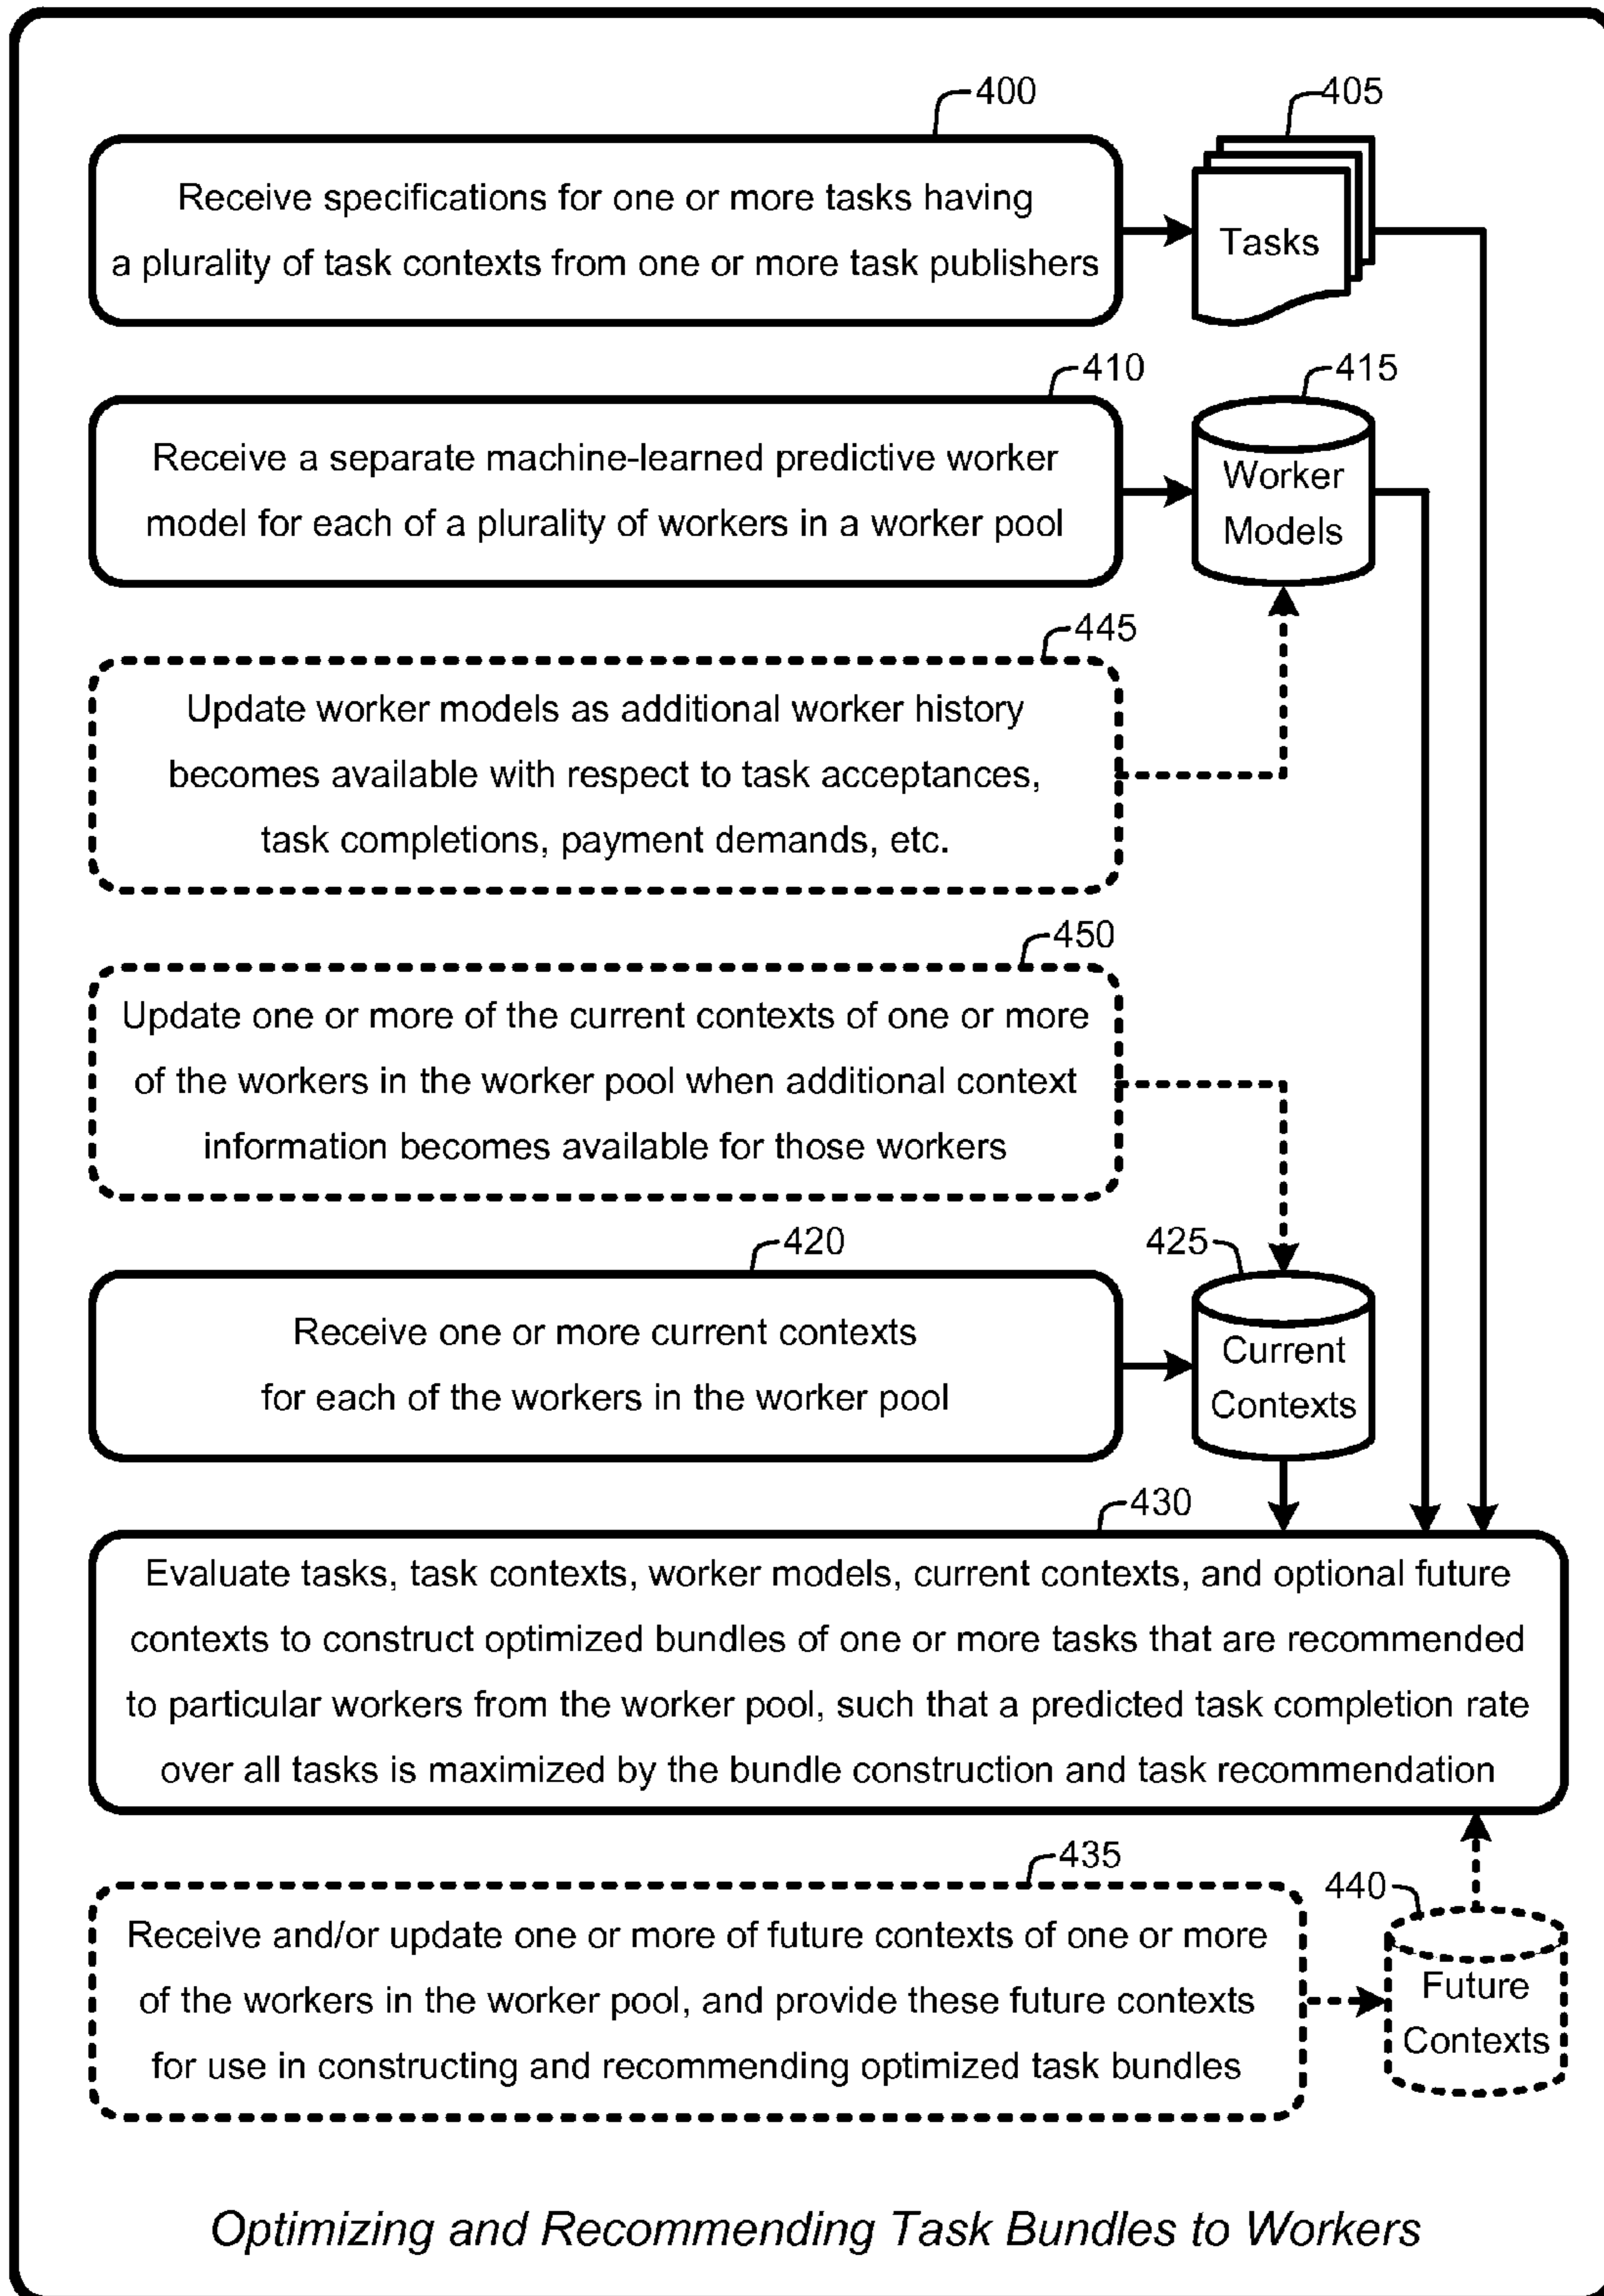 400
405
Receive specifications for one or more tasks having
a plurality of task contexts from one or more task publishers
Tasks
410
415
Receive a separate machine-learned predictive worker
model for each of a plurality of workers in a worker pool
Worker
Models
445
Update worker models as additional worker history
becomes available with respect to task acceptances,
task completions, payment demands, etc.
450
Update one or more of the current contexts of one or more
of the workers in the worker pool when additional context
information becomes available for those workers
420
425
Receive one or more current contexts
for each of the workers in the worker pool
Current
Contexts
430
Evaluate tasks, task contexts, worker models, current contexts, and optional future
contexts to construct optimized bundles of one or more tasks that are recommended
to particular workers from the worker pool, such that a predicted task completion rate
over all tasks is maximized by the bundle construction and task recommendation
435
440
Receive and/or update one or more of future contexts of one or more
of the workers in the worker pool, and provide these future contexts
for use in constructing and recommending optimized task bundles
Future
Contexts
Optimizing and Recommending Task Bundles to Workers